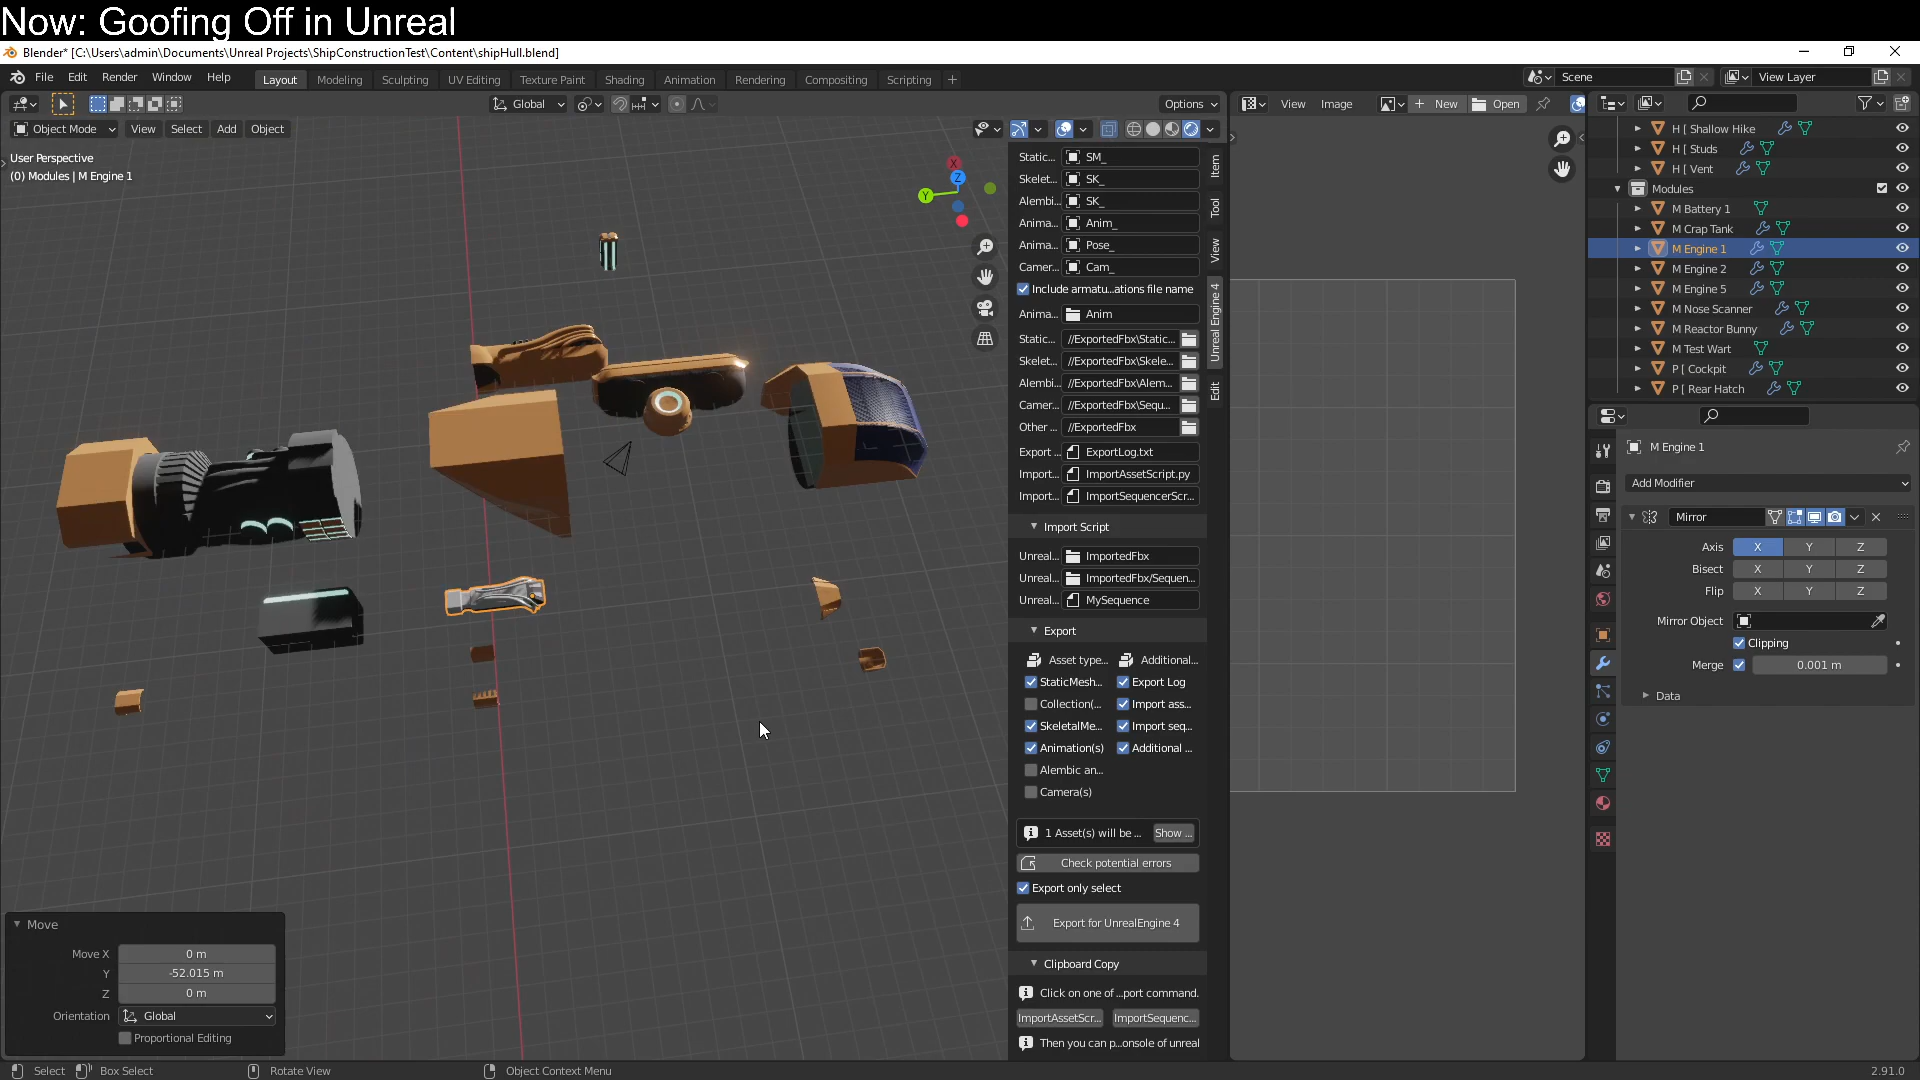 Now: Goofing Off in Unreal
Blender* [C:\Users\admin\Documents\Unreal Projects\ShipConstructionTest\Content\shipHull.blend]
File Edit Render Window Help
Layout Modeling Sculpting UV Editing Texture Paint Shading Animation Rendering Compositing Scripting +
Scene
View Layer
Global
Options
View Image
New
Open
Object Mode
View Select Add Object
User Perspective
(0) Modules | M Engine 1
X
Y
Z
Static... SM_
Skelet... SK_
Alembi... SK_
Anima... Anim_
Anima... Pose_
Camer... Cam_
Include armatu...ations file name
Anima... Anim
Static... //ExportedFbx\Static...
Skelet... //ExportedFbx\Skele...
Alembi... //ExportedFbx\Alem...
Camer... //ExportedFbx\Sequ...
Other ... //ExportedFbx
Export ... ExportLog.txt
Import... ImportAssetScript.py
Import... ImportSequencerScr...
Import Script
Unreal... ImportedFbx
Unreal... ImportedFbx/Sequen...
Unreal... MySequence
Export
Asset type... Additional...
StaticMesh... Export Log
Collection(... Import ass...
SkeletalMe... Import seq...
Animation(s) Additional ...
Alembic an...
Camera(s)
1 Asset(s) will be ... Show ...
Check potential errors
Export only select
Export for UnrealEngine 4
Clipboard Copy
Click on one of ...port command.
ImportAssetScr... ImportSequenc...
Then you can p...onsole of unreal
Item
Tool
View
Unreal Engine 4
Edit
H [ Shallow Hike
H [ Studs
H [ Vent
Modules
M Battery 1
M Crap Tank
M Engine 1
M Engine 2
M Engine 5
M Nose Scanner
M Reactor Bunny
M Test Wart
P [ Cockpit
P [ Rear Hatch
M Engine 1
Add Modifier
Mirror
Axis X Y Z
Bisect X Y Z
Flip X Y Z
Mirror Object
Clipping
Merge 0.001 m
Data
Move
Move X 0 m
Y -52.015 m
Z 0 m
Orientation Global
Proportional Editing
Select Box Select Rotate View Object Context Menu
2.91.0